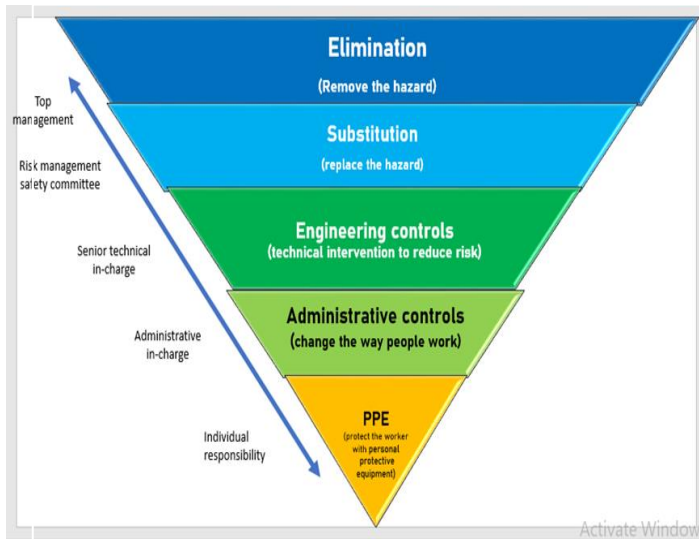 Elimination
(Remove the hazard)
Top
management
Substitution
(replace the hazard)
Risk management
safety committee
Engineering controls
(technical intervention to reduce risk)
Senior technical
in-charge
Administrative controls
(change the way people work)
Administrative
in-charge
PPE
(protect the worker
with personal
protective
equipment)
Individual
responsibility
Activate Window